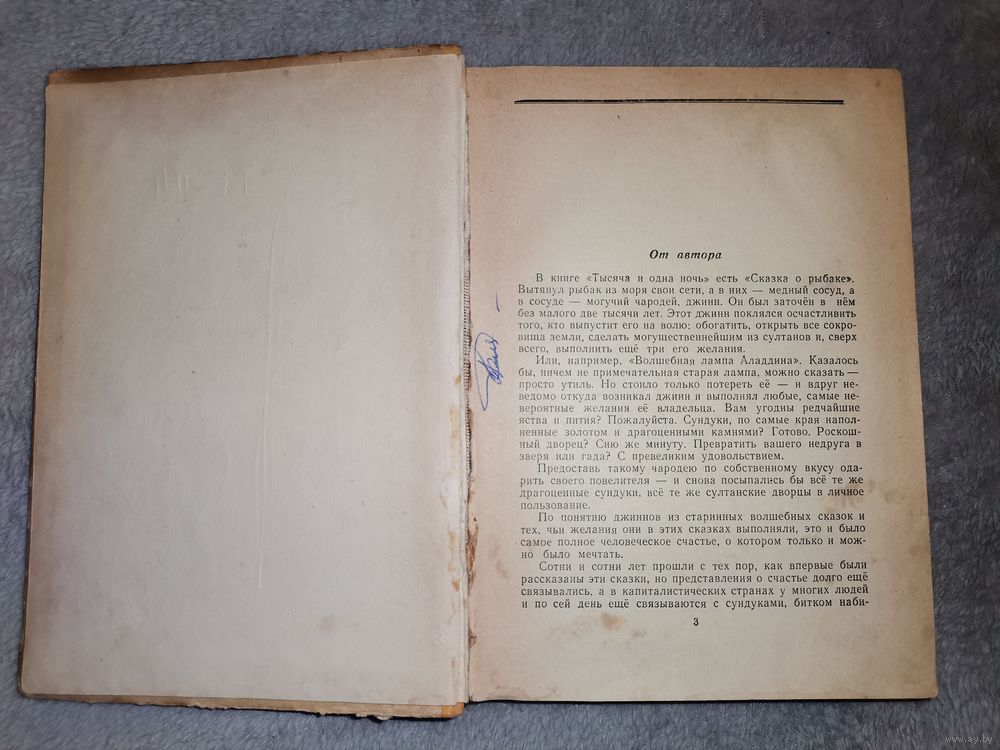 От автора
В книге «Тысяча и одна ночь» есть «Сказка о рыбаке».
Вытянул рыбак из моря свои сети, а в них — медный сосуд, а
в сосуде — могучий чародей, джинн. Он был заточён в нём
без малого две тысячи лет. Этот джинн поклялся осчастливить
того, кто выпустит его на волю: обогатить, открыть все сокро-
вища земли, сделать могущественнейшим из султанов и, сверх
всего, выполнить ещё три его желания.
Или, например, «Волшебная лампа Аладдина». Казалось
бы, ничем не примечательная старая лампа, можно сказать —
просто утиль. Но стоило только потереть её — и вдруг не-
ведомо откуда возникал джинн и выполнял любые, самые не-
вероятные желания её владельца. Вам угодны редчайшие
яства и пития? Пожалуйста. Сундуки, по самые края напол-
ненные золотом и драгоценными камнями? Готово. Роскош-
ный дворец? Сию же минуту. Превратить вашего недруга в
зверя или гада? С превеликим удовольствием.
Предоставь такому чародею по собственному вкусу ода-
рить своего повелителя — и снова посыпались бы всё те же
драгоценные сундуки, всё те же султанские дворцы в личное
пользование.
По понятию джиннов из старинных волшебных сказок и
тех, чьи желания они в этих сказках выполняли, это и было
самое полное человеческое счастье, о котором только и мож-
но было мечтать.
Сотни и сотни лет прошли с тех пор, как впервые были
рассказаны эти сказки, но представления о счастье долго ещё
связывались, а в капиталистических странах у многих людей
и по сей день ещё связываются с сундуками, битком наби-
3
www.ay.by